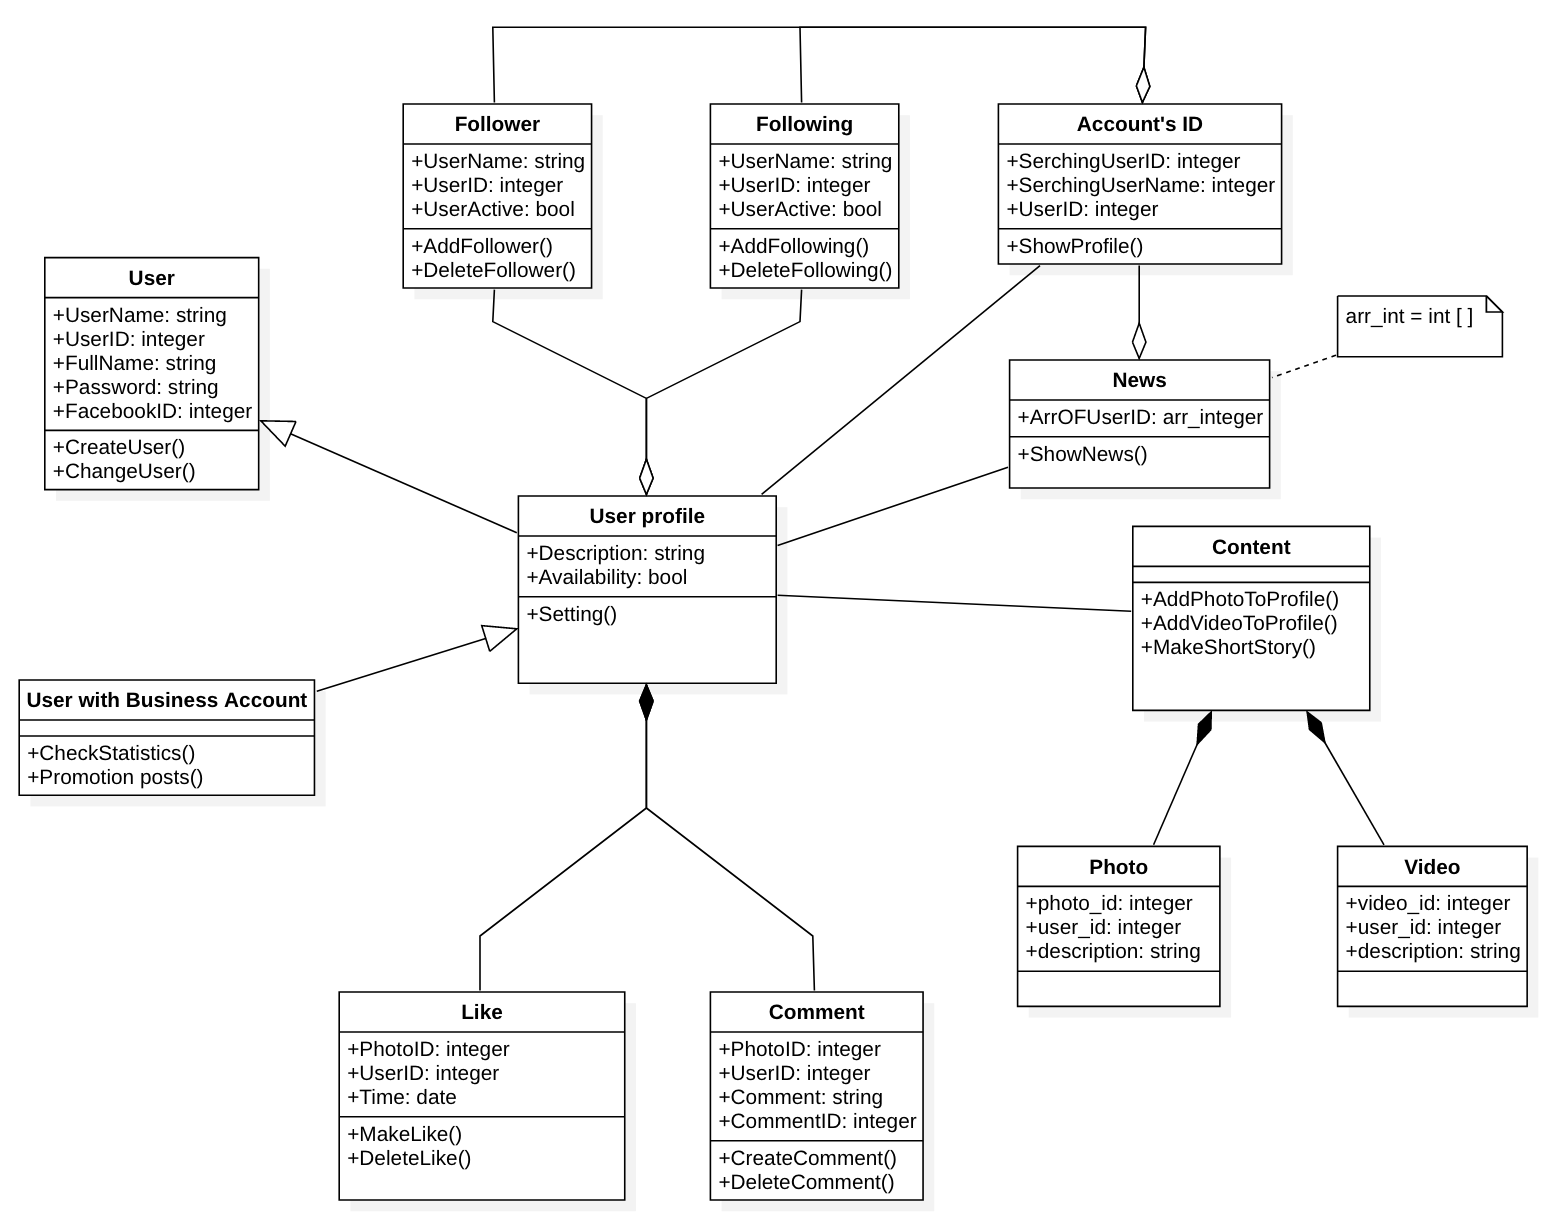 Follower
+UserName: string
+UserID: integer
+UserActive: bool
+AddFollower()
+DeleteFollower()
Following
+UserName: string
+UserID: integer
+UserActive: bool
+AddFollowing()
+DeleteFollowing()
Account's ID
+SerchingUserID: integer
+SerchingUserName: integer
+UserID: integer
+ShowProfile()
User
+UserName: string
+UserID: integer
+FullName: string
+Password: string
+FacebookID: integer
+CreateUser()
+ChangeUser()
arr_int = int [ ]
News
+ArrOFUserID: arr_integer
+ShowNews()
User profile
+Description: string
+Availability: bool
+Setting()
Content
+AddPhotoToProfile()
+AddVideoToProfile()
+MakeShortStory()
User with Business Account
+CheckStatistics()
+Promotion posts()
Photo
+photo_id: integer
+user_id: integer
+description: string
Video
+video_id: integer
+user_id: integer
+description: string
Like
+PhotoID: integer
+UserID: integer
+Time: date
+MakeLike()
+DeleteLike()
Comment
+PhotoID: integer
+UserID: integer
+Comment: string
+CommentID: integer
+CreateComment()
+DeleteComment()